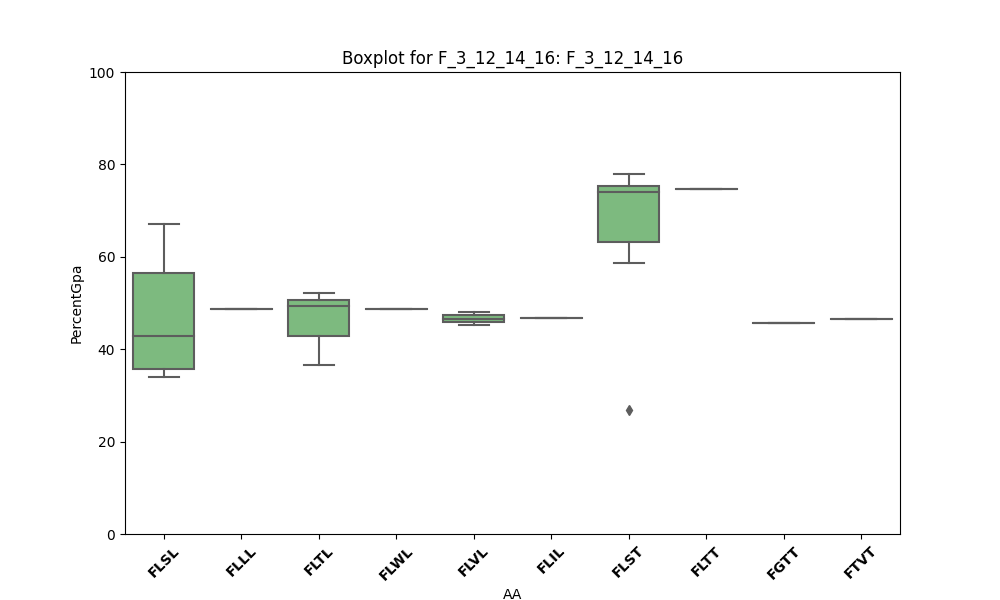 Boxplot for F_3_12_14_16: F_3_12_14_16
100
80
60
40
20
0
PercentGpa
FLSL
FLLL
FLTL
FLWL
FLVL
FLIL
FLST
FLTT
FGTT
FTVT
AA